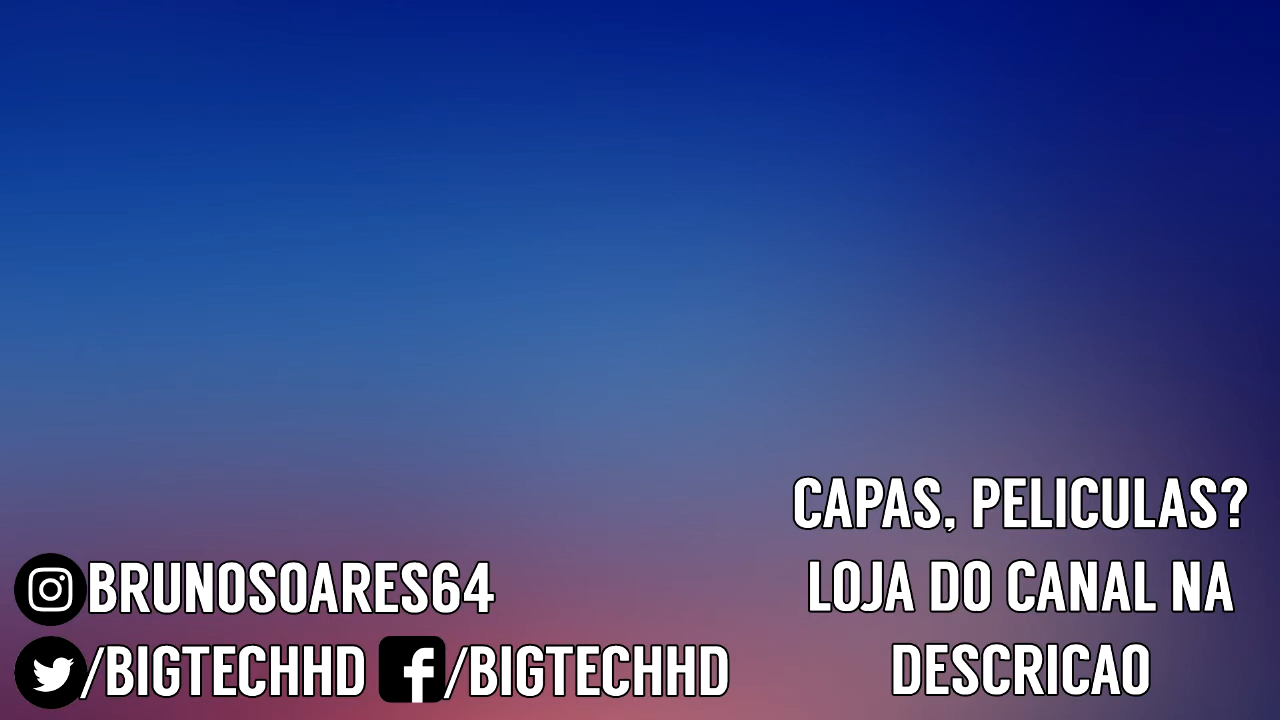 CAPAS, PELICULAS?
LOJA DO CANAL NA
DESCRICAO
BRUNOSOARES64
/BIGTECHHD /BIGTECHHD